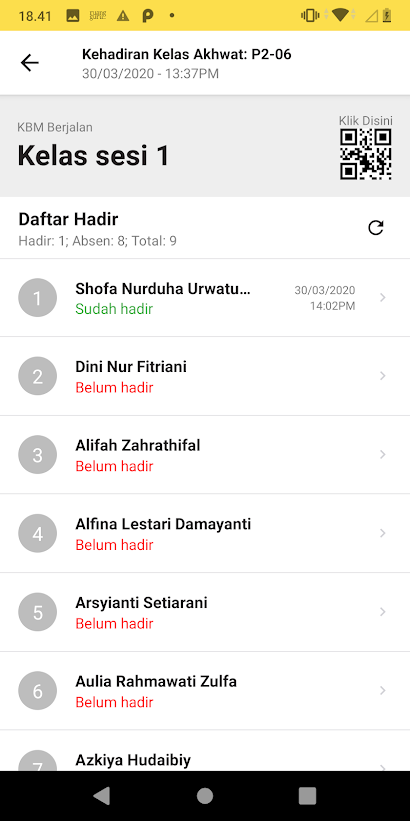 18.41
Kehadiran Kelas Akhwat: P2-06
30/03/2020 - 13:37PM
KBM Berjalan
Klik Disini
Kelas sesi 1
Daftar Hadir
Hadir: 1; Absen: 8; Total: 9
1
Shofa Nurduha Urwatu...
30/03/2020
Sudah hadir
14:02PM
2
Dini Nur Fitriani
Belum hadir
3
Alifah Zahrathifal
Belum hadir
4
Alfina Lestari Damayanti
Belum hadir
5
Arsyianti Setiarani
Belum hadir
6
Aulia Rahmawati Zulfa
Belum hadir
7
Azkiya Hudaibiy